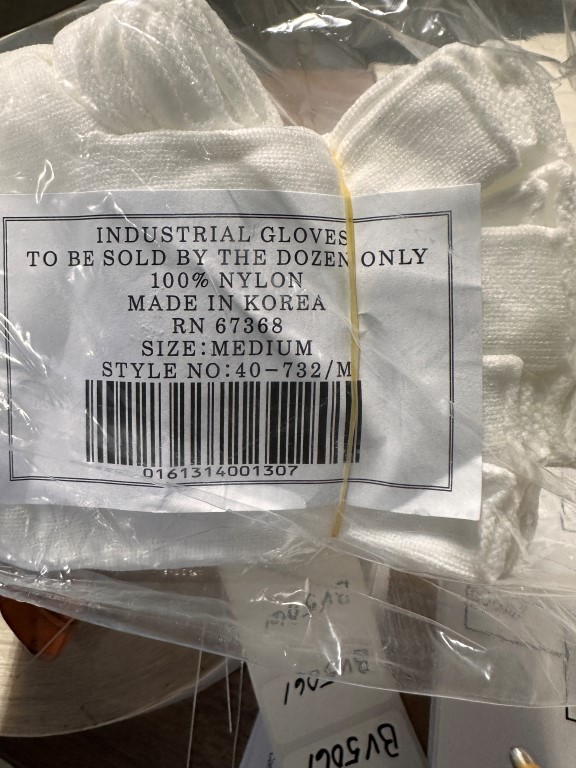 INDUSTRIAL GLOVES
TO BE SOLD BY THE DOZEN ONLY
100% NYLON
MADE IN KOREA
RN 67368
SIZE:MEDIUM
STYLE NO:40-732/M
0161314001307
BV50G1